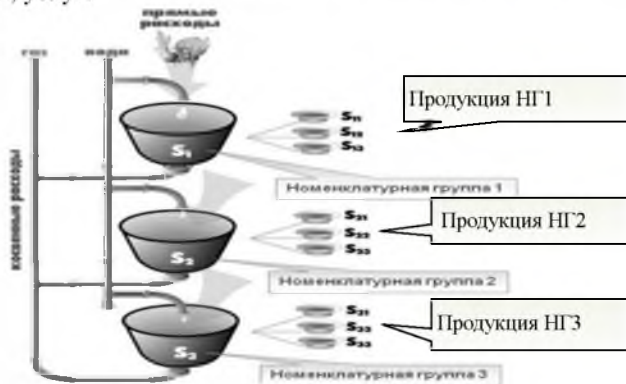 прямые
расходы
газ
вода
косвенные расходы
S₁
S₁₁
S₁₂
S₁₃
Продукция НГ1
Номенклатурная группа 1
S₂
S₂₁
S₂₂
S₂₃
Продукция НГ2
Номенклатурная группа 2
S₃
S₃₁
S₃₂
S₃₃
Продукция НГ3
Номенклатурная группа 3